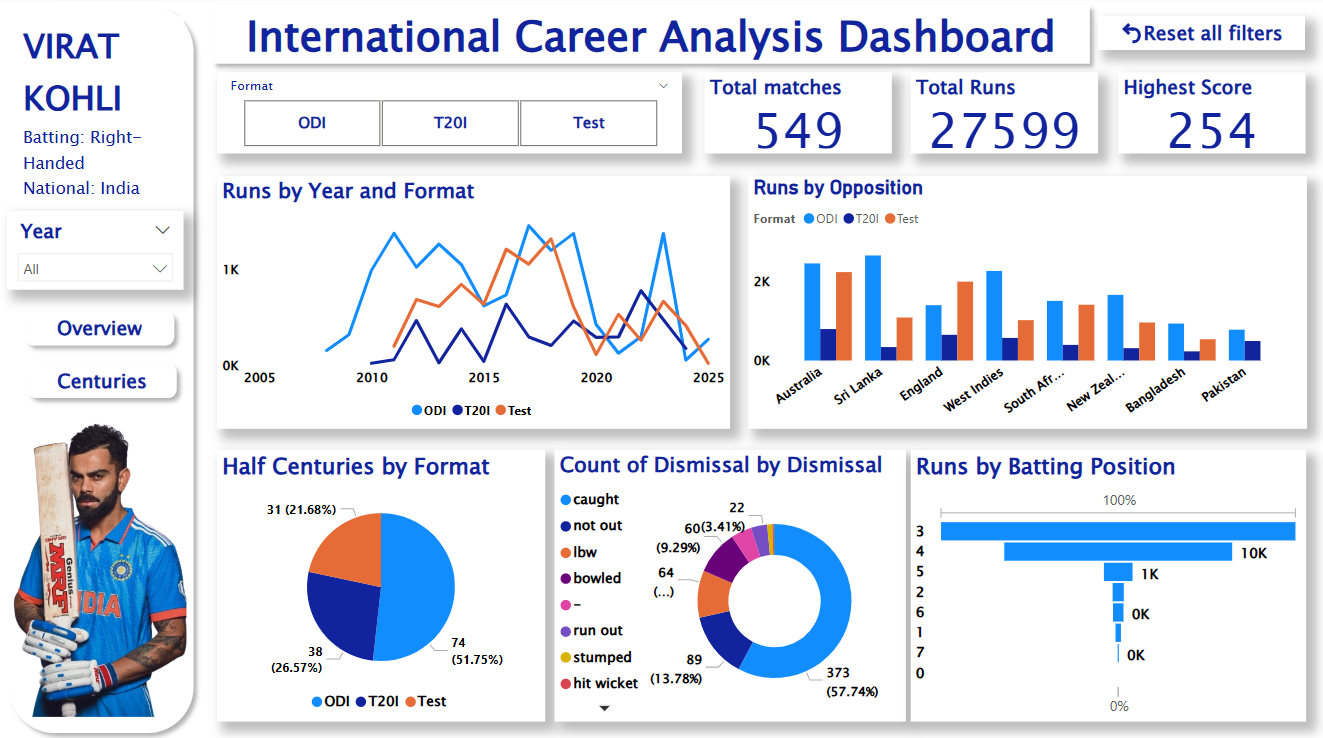 VIRAT
KOHLI
Batting: Right-
Handed
National: India
Year
All
Overview
Centuries
International Career Analysis Dashboard
Reset all filters
Format
ODI T20I Test
Total matches
549
Total Runs
27599
Highest Score
254
Runs by Year and Format
1K
0K
2005 2010 2015 2020 2025
ODI T20I Test
Runs by Opposition
Format ODI T20I Test
2K
0K
Australia
Sri Lanka
England
West Indies
South Afr...
New Zeal...
Bangladesh
Pakistan
Half Centuries by Format
31 (21.68%)
38
(26.57%)
74
(51.75%)
ODI T20I Test
Count of Dismissal by Dismissal
caught
not out
lbw
bowled
-
run out
stumped
hit wicket
22
(3.41%)
60
(9.29%)
64
(...)
89
(13.78%)
373
(57.74%)
Runs by Batting Position
100%
3
4 10K
5 1K
2
6 0K
1
7 0K
0
0%
MRF
Genius
DIA